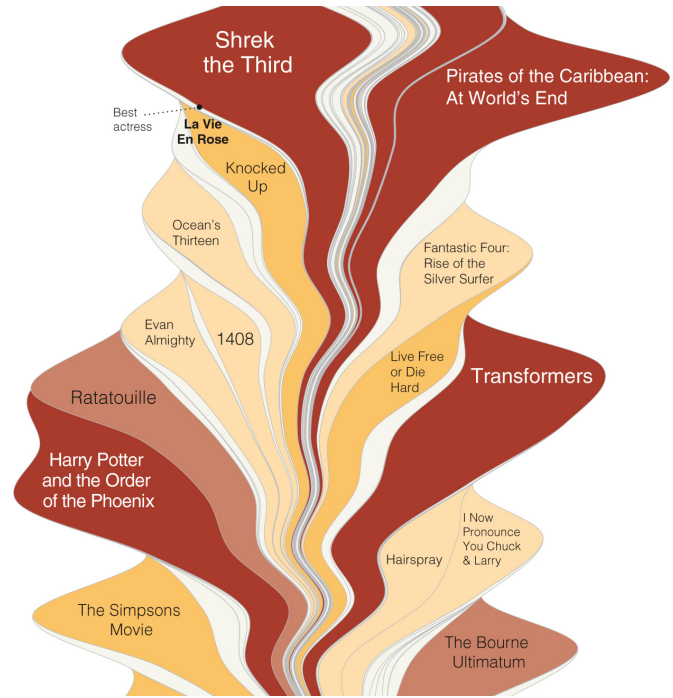 Shrek
the Third
Pirates of the Caribbean:
At World's End
Best
actress
La Vie
En Rose
Knocked
Up
Ocean's
Thirteen
Fantastic Four:
Rise of the
Silver Surfer
Evan
Almighty
1408
Live Free
or Die
Hard
Transformers
Ratatouille
Harry Potter
and the Order
of the Phoenix
I Now
Pronounce
You Chuck
& Larry
Hairspray
The Simpsons
Movie
The Bourne
Ultimatum